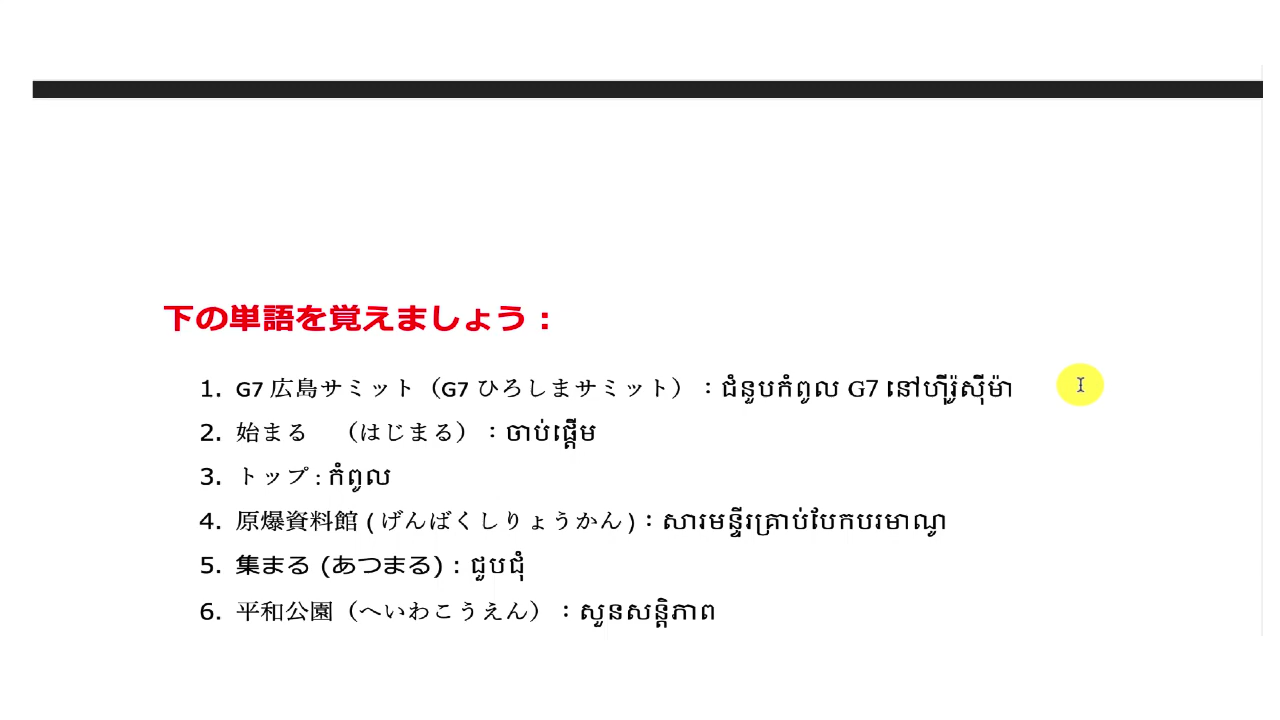 下の単語を覚えましょう：
1. G7 広島サミット（G7 ひろしまサミット）：ជំនួបកំពូល G7 នៅហ៊ីរ៉ូស៊ីម៉ា
2. 始まる　（はじまる）：ចាប់ផ្តើម
3. トップ : កំពូល
4. 原爆資料館 ( げんばくしりょうかん )：សារមន្ទីរគ្រាប់បែកបរមាណូ
5. 集まる (あつまる) : ជួបជុំ
6. 平和公園（へいわこうえん）：សួនសន្តិភាព